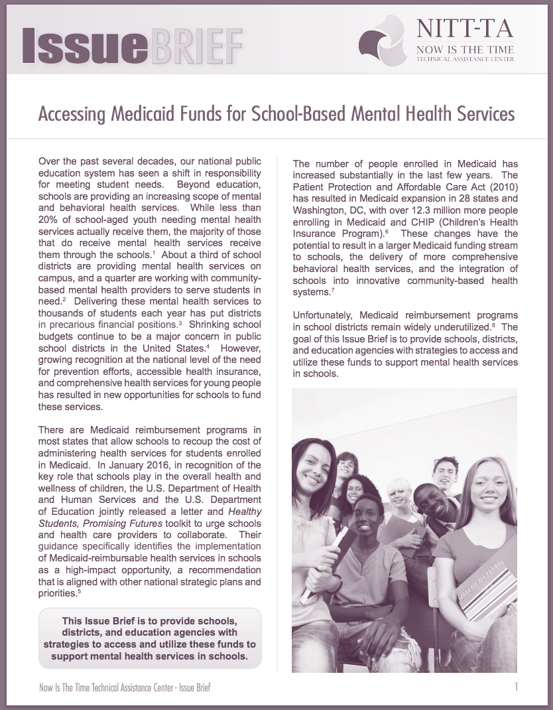 IssueBRIEF
NITT-TA
NOW IS THE TIME
TECHNICAL ASSISTANCE CENTER
Accessing Medicaid Funds for School-Based Mental Health Services
Over the past several decades, our national public
education system has seen a shift in responsibility
for meeting student needs. Beyond education,
schools are providing an increasing scope of mental
and behavioral health services. While less than
20% of school-aged youth needing mental health
services actually receive them, the majority of those
that do receive mental health services receive
them through the schools.¹ About a third of school
districts are providing mental health services on
campus, and a quarter are working with community-
based mental health providers to serve students in
need.² Delivering these mental health services to
thousands of students each year has put districts
in precarious financial positions.³ Shrinking school
budgets continue to be a major concern in public
school districts in the United States.⁴ However,
growing recognition at the national level of the need
for prevention efforts, accessible health insurance,
and comprehensive health services for young people
has resulted in new opportunities for schools to fund
these services.
There are Medicaid reimbursement programs in
most states that allow schools to recoup the cost of
administering health services for students enrolled
in Medicaid. In January 2016, in recognition of the
key role that schools play in the overall health and
wellness of children, the U.S. Department of Health
and Human Services and the U.S. Department
of Education jointly released a letter and Healthy
Students, Promising Futures toolkit to urge schools
and health care providers to collaborate. Their
guidance specifically identifies the implementation
of Medicaid-reimbursable health services in schools
as a high-impact opportunity, a recommendation
that is aligned with other national strategic plans and
priorities.⁵
This Issue Brief is to provide schools,
districts, and education agencies with
strategies to access and utilize these funds to
support mental health services in schools.
The number of people enrolled in Medicaid has
increased substantially in the last few years. The
Patient Protection and Affordable Care Act (2010)
has resulted in Medicaid expansion in 28 states and
Washington, DC, with over 12.3 million more people
enrolling in Medicaid and CHIP (Children's Health
Insurance Program).⁶ These changes have the
potential to result in a larger Medicaid funding stream
to schools, the delivery of more comprehensive
behavioral health services, and the integration of
schools into innovative community-based health
systems.⁷
Unfortunately, Medicaid reimbursement programs
in school districts remain widely underutilized.⁸ The
goal of this Issue Brief is to provide schools, districts,
and education agencies with strategies to access and
utilize these funds to support mental health services
in schools.
Now Is The Time Technical Assistance Center - Issue Brief
1